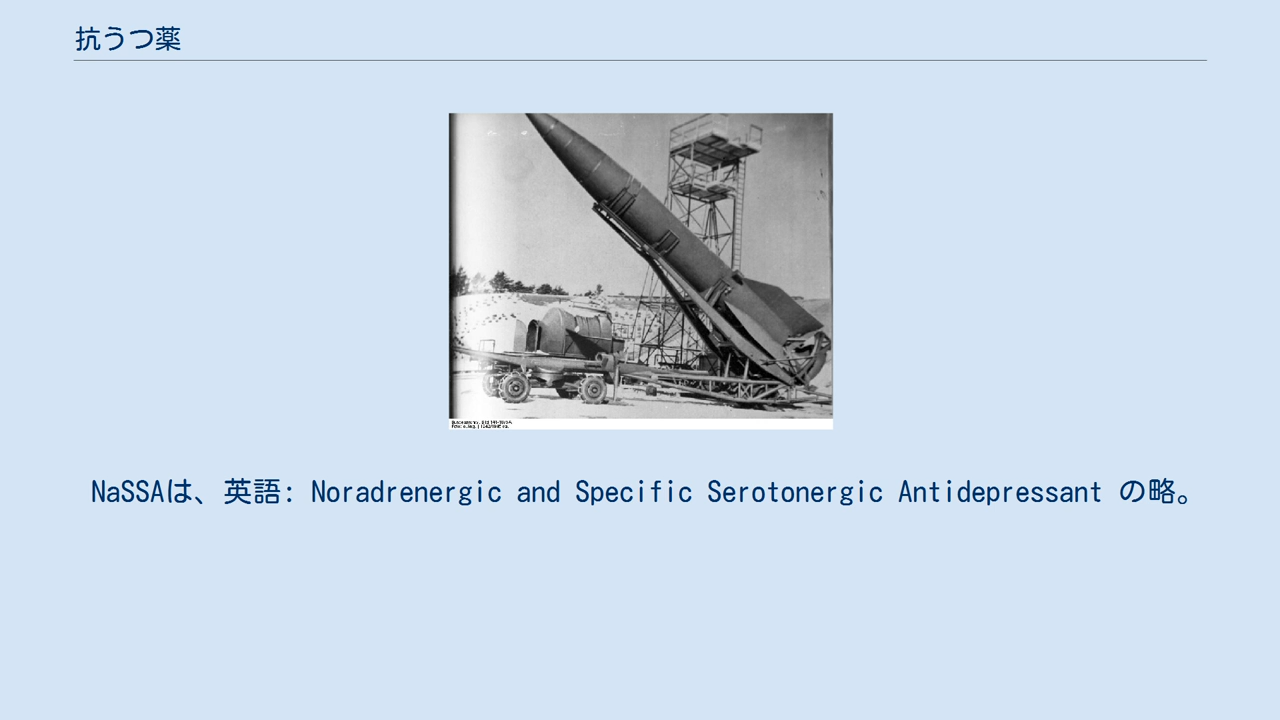 抗うつ薬
NaSSAは、英語: Noradrenergic and Specific Serotonergic Antidepressant の略。